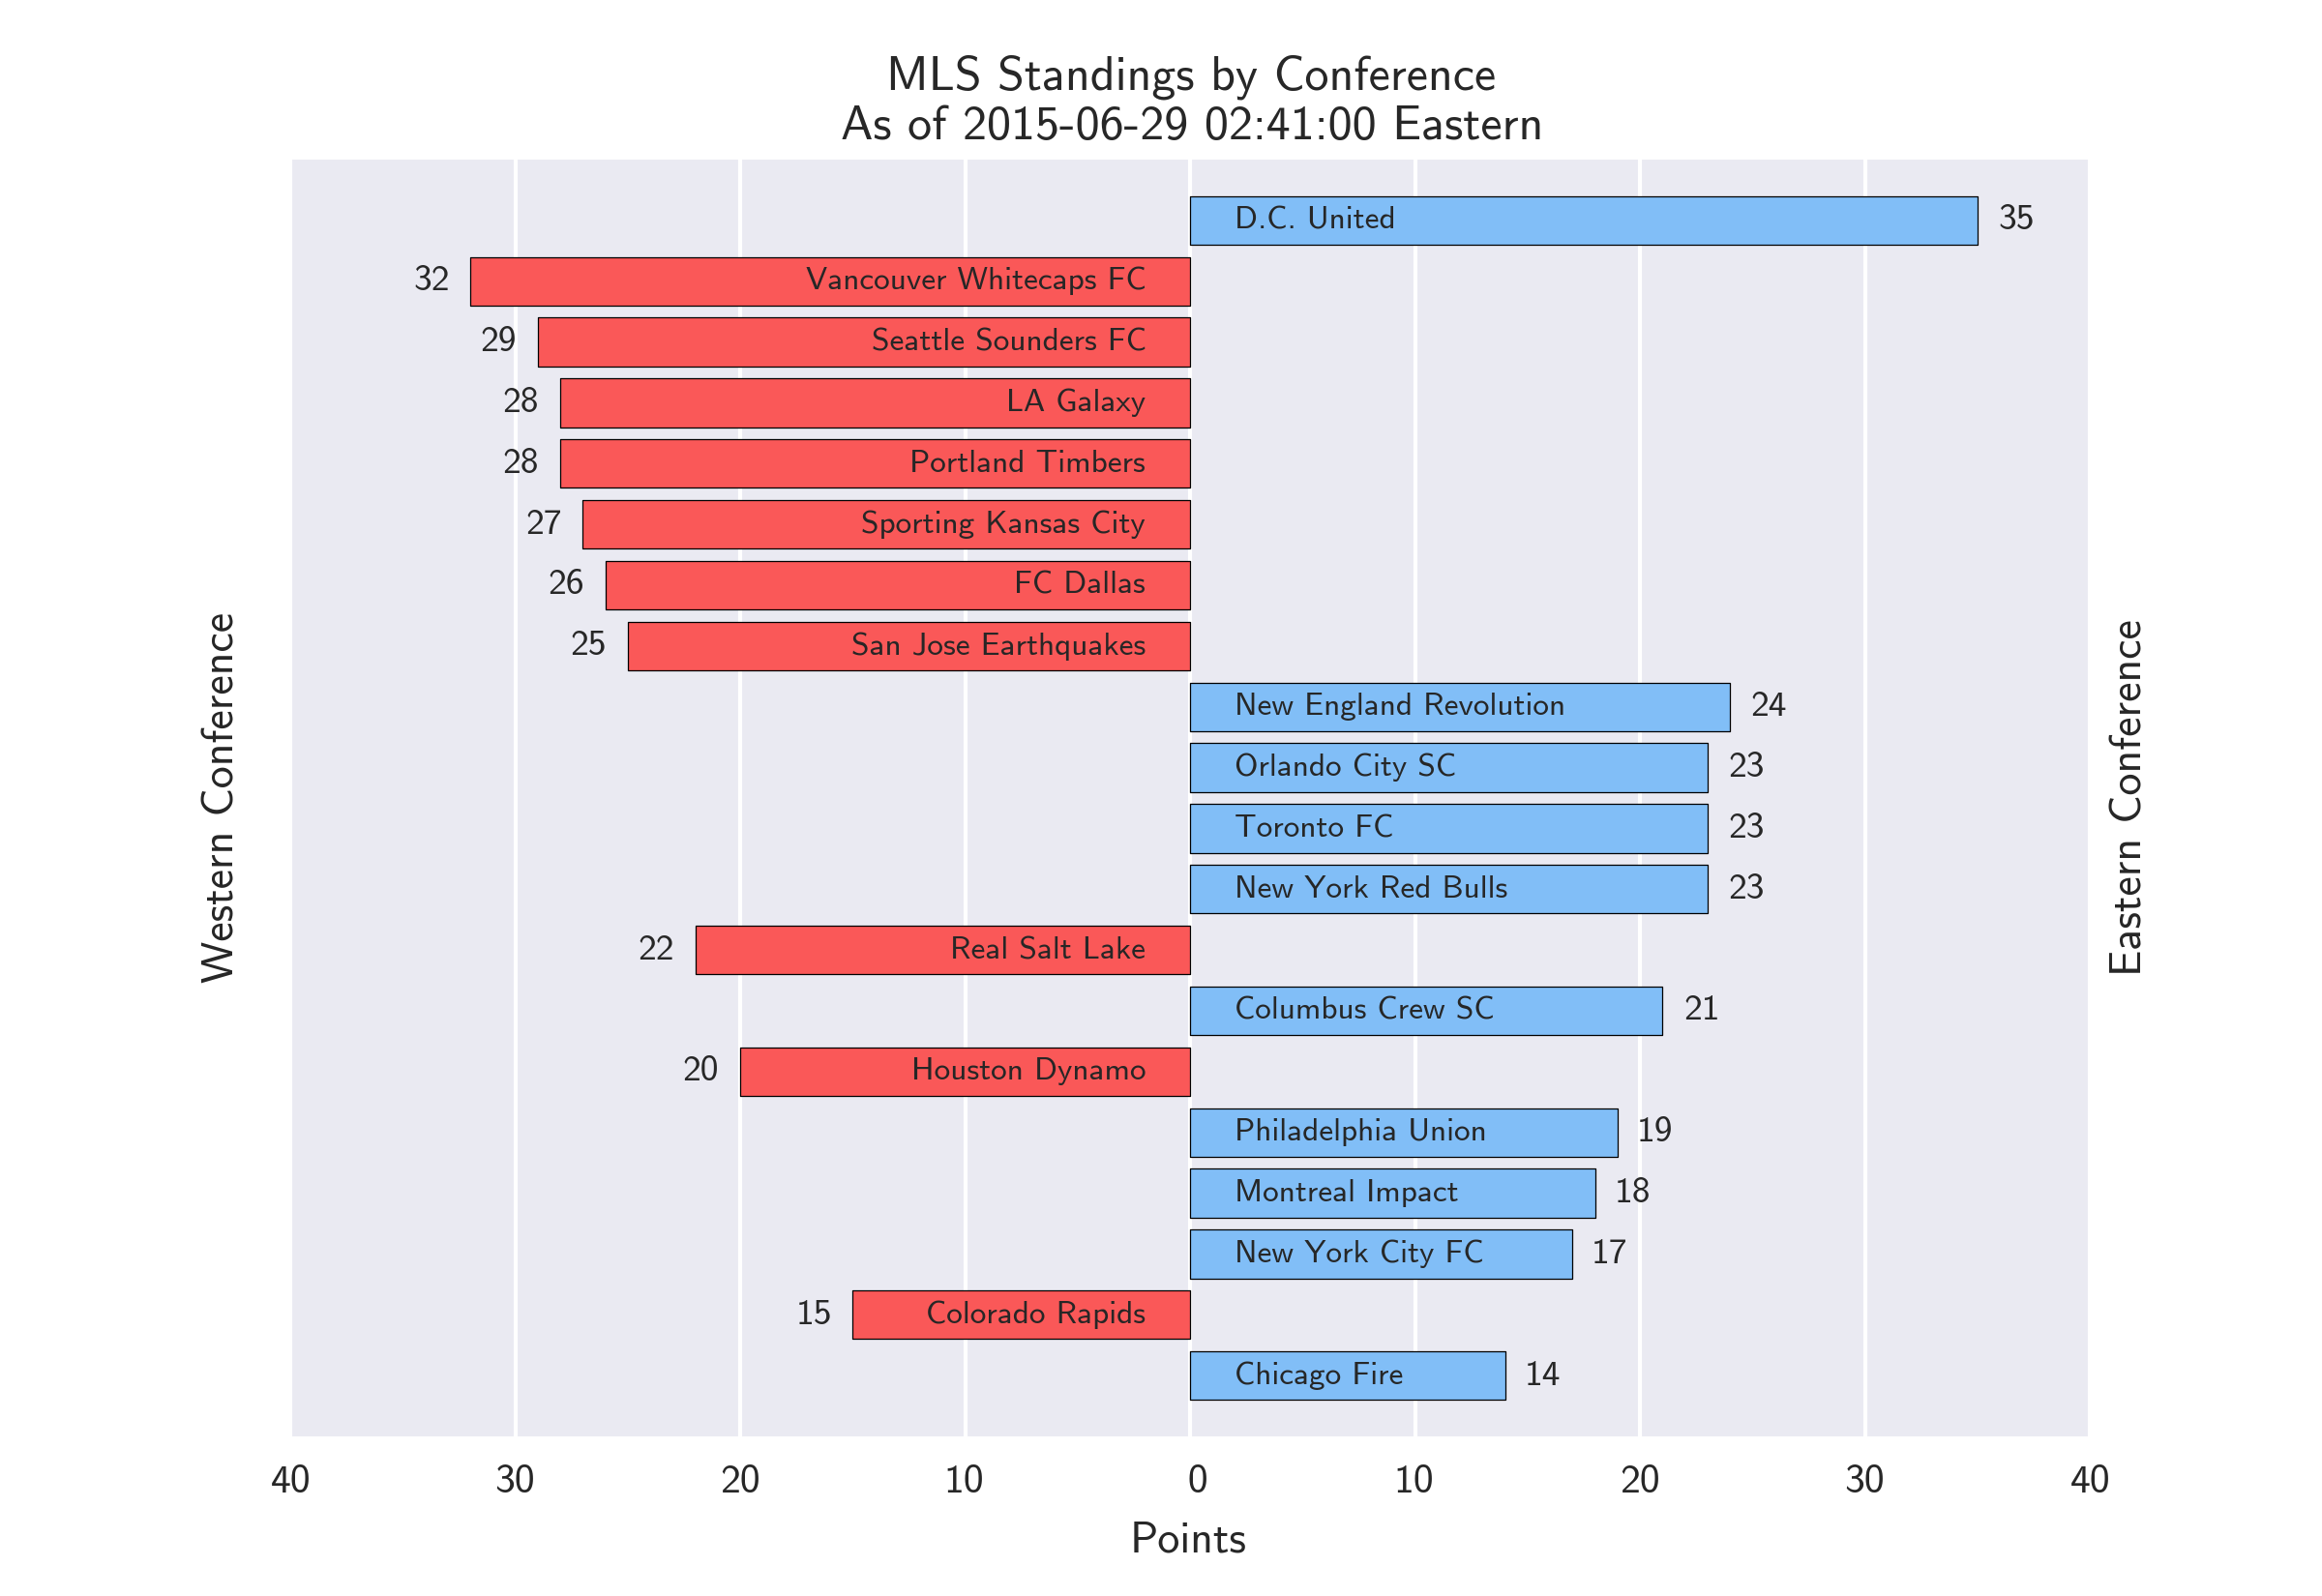 MLS Standings by Conference
As of 2015-06-29 02:41:00 Eastern
D.C. United 35
32 Vancouver Whitecaps FC
29 Seattle Sounders FC
28 LA Galaxy
28 Portland Timbers
27 Sporting Kansas City
26 FC Dallas
25 San Jose Earthquakes
New England Revolution 24
Orlando City SC 23
Toronto FC 23
New York Red Bulls 23
22 Real Salt Lake
Columbus Crew SC 21
20 Houston Dynamo
Philadelphia Union 19
Montreal Impact 18
New York City FC 17
15 Colorado Rapids
Chicago Fire 14
Western Conference
Eastern Conference
40 30 20 10 0 10 20 30 40
Points